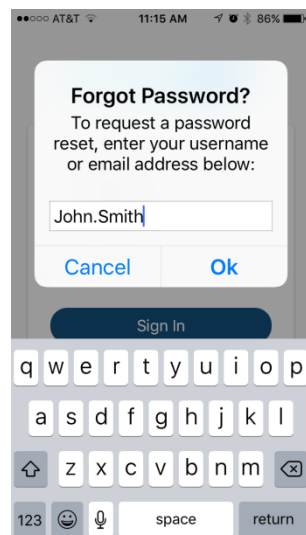 AT&T 11:15 AM 86%
Forgot Password?
To request a password
reset, enter your username
or email address below:
John.Smith
Cancel Ok
Sign In
q w e r t y u i o p
a s d f g h j k l
z x c v b n m
123 space return